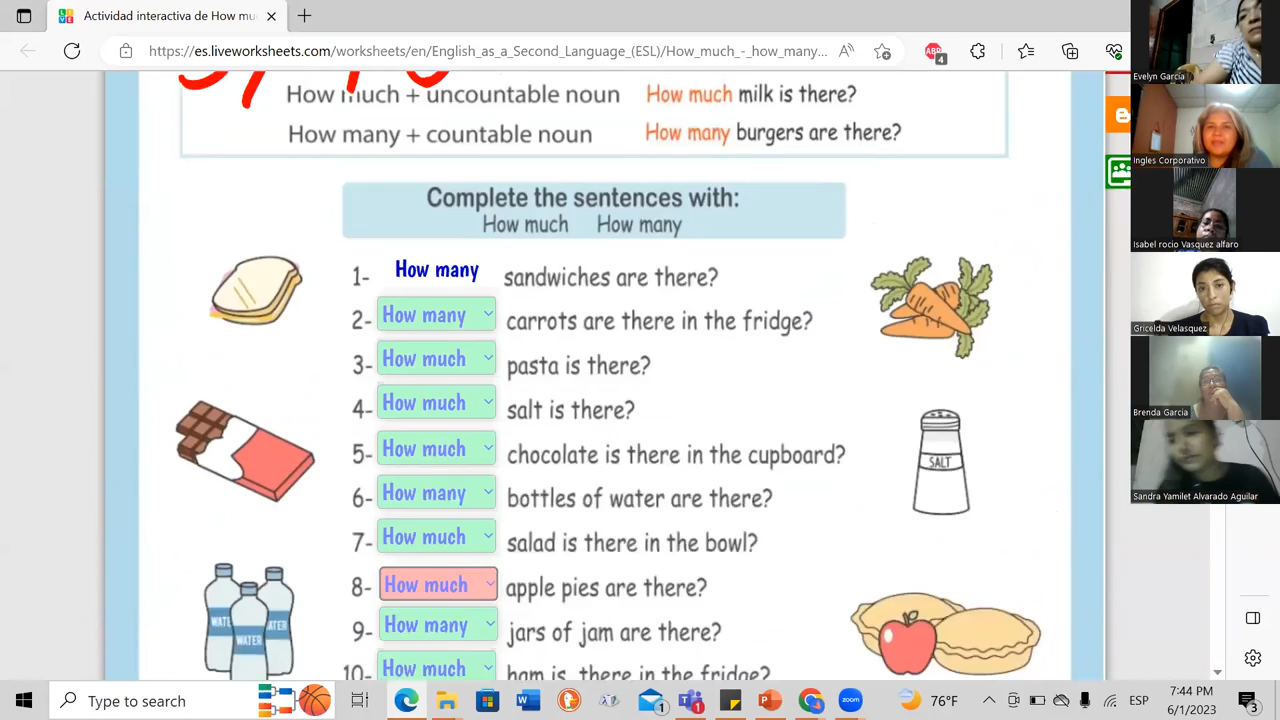 Actividad interactiva de How mu
https://es.liveworksheets.com/worksheets/en/English_as_a_Second_Language_(ESL)/How_much_-_how_many...
4
How much + uncountable noun How much milk is there?
How many + countable noun How many burgers are there?
Complete the sentences with:
How much How many
1- How many sandwiches are there?
2- How many carrots are there in the fridge?
3- How much pasta is there?
4- How much salt is there?
5- How much chocolate is there in the cupboard?
6- How many bottles of water are there?
7- How much salad is there in the bowl?
8- How much apple pies are there?
9- How many jars of jam are there?
10- How much ham is there in the fridge?
SALT
WATER
Evelyn García
Ingles Corporativo
Isabel rocio Vasquez alfaro
Gricelda Velasquez
Brenda Garcia
Sandra Yamilet Alvarado Aguilar
Type to search
1
1
zoom
76°F
ESP
7:44 PM
6/1/2023
3